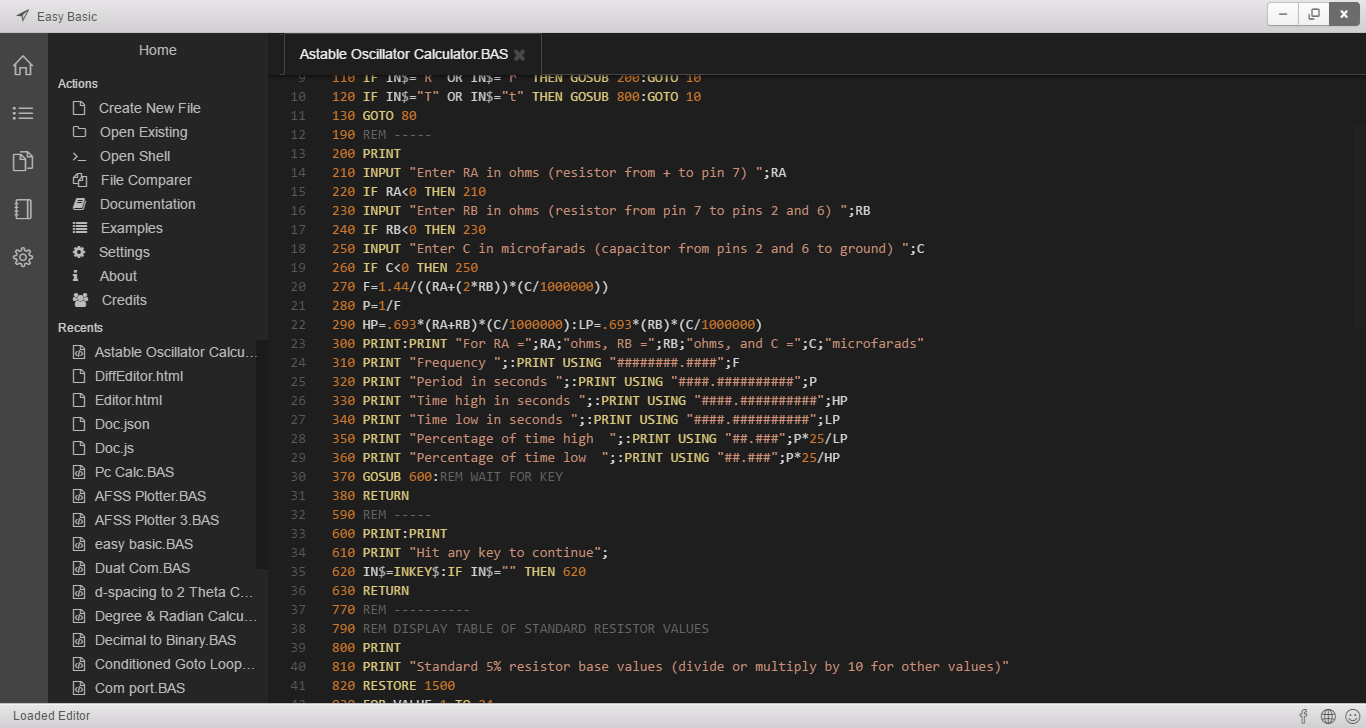 Easy Basic
Home
Actions
Create New File
Open Existing
Open Shell
File Comparer
Documentation
Examples
Settings
About
Credits
Recents
Astable Oscillator Calcu...
DiffEditor.html
Editor.html
Doc.json
Doc.js
Pc Calc.BAS
AFSS Plotter.BAS
AFSS Plotter 3.BAS
easy basic.BAS
Duat Com.BAS
d-spacing to 2 Theta C...
Degree & Radian Calcu...
Decimal to Binary.BAS
Conditioned Goto Loop...
Com port.BAS
Astable Oscillator Calculator.BAS
9 110 IF IN$="R" OR IN$="r" THEN GOSUB 200:GOTO 10
10 120 IF IN$="T" OR IN$="t" THEN GOSUB 800:GOTO 10
11 130 GOTO 80
12 190 REM -----
13 200 PRINT
14 210 INPUT "Enter RA in ohms (resistor from + to pin 7) ";RA
15 220 IF RA<0 THEN 210
16 230 INPUT "Enter RB in ohms (resistor from pin 7 to pins 2 and 6) ";RB
17 240 IF RB<0 THEN 230
18 250 INPUT "Enter C in microfarads (capacitor from pins 2 and 6 to ground) ";C
19 260 IF C<0 THEN 250
20 270 F=1.44/((RA+(2*RB))*(C/1000000))
21 280 P=1/F
22 290 HP=.693*(RA+RB)*(C/1000000):LP=.693*(RB)*(C/1000000)
23 300 PRINT:PRINT "For RA =";RA;"ohms, RB =";RB;"ohms, and C =";C;"microfarads"
24 310 PRINT "Frequency ";:PRINT USING "########.####";F
25 320 PRINT "Period in seconds ";:PRINT USING "####.##########";P
26 330 PRINT "Time high in seconds ";:PRINT USING "####.##########";HP
27 340 PRINT "Time low in seconds ";:PRINT USING "####.##########";LP
28 350 PRINT "Percentage of time high  ";:PRINT USING "##.###";P*25/LP
29 360 PRINT "Percentage of time low  ";:PRINT USING "##.###";P*25/HP
30 370 GOSUB 600:REM WAIT FOR KEY
31 380 RETURN
32 590 REM -----
33 600 PRINT:PRINT
34 610 PRINT "Hit any key to continue";
35 620 IN$=INKEY$:IF IN$="" THEN 620
36 630 RETURN
37 770 REM ----------
38 790 REM DISPLAY TABLE OF STANDARD RESISTOR VALUES
39 800 PRINT
40 810 PRINT "Standard 5% resistor base values (divide or multiply by 10 for other values)"
41 820 RESTORE 1500
42 830 FOR VALUE=1 TO 24
Loaded Editor